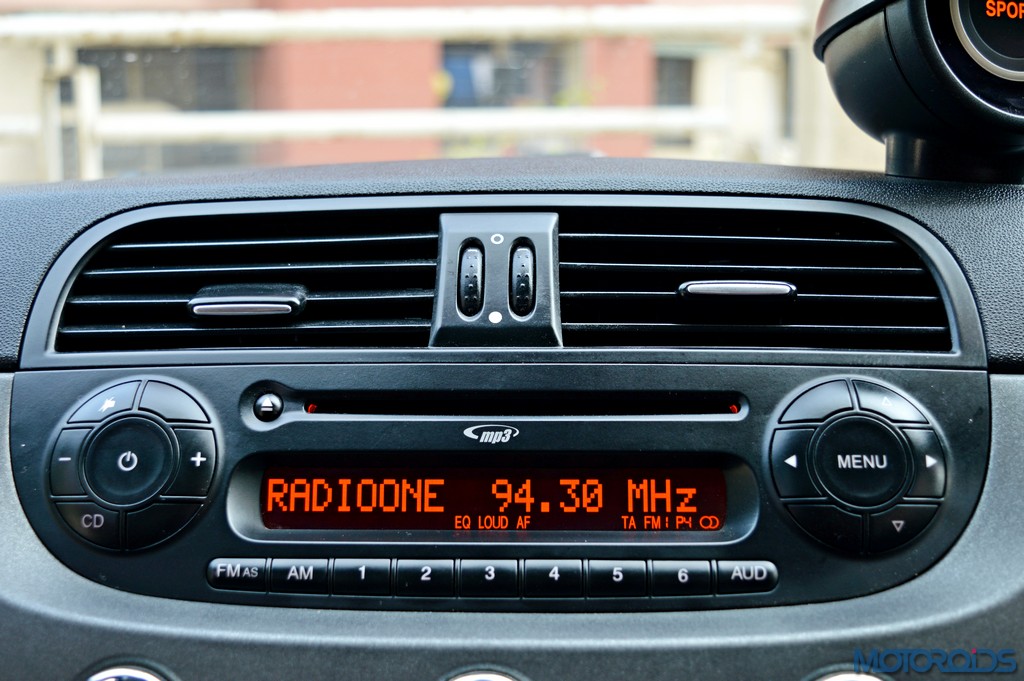 SPOR
mp3
MENU
CD
RADIOONE 94.30 MHz
EQ LOUD AF TA FM1 P4
FM AS AM 1 2 3 4 5 6 AUD
MOTOROIDS